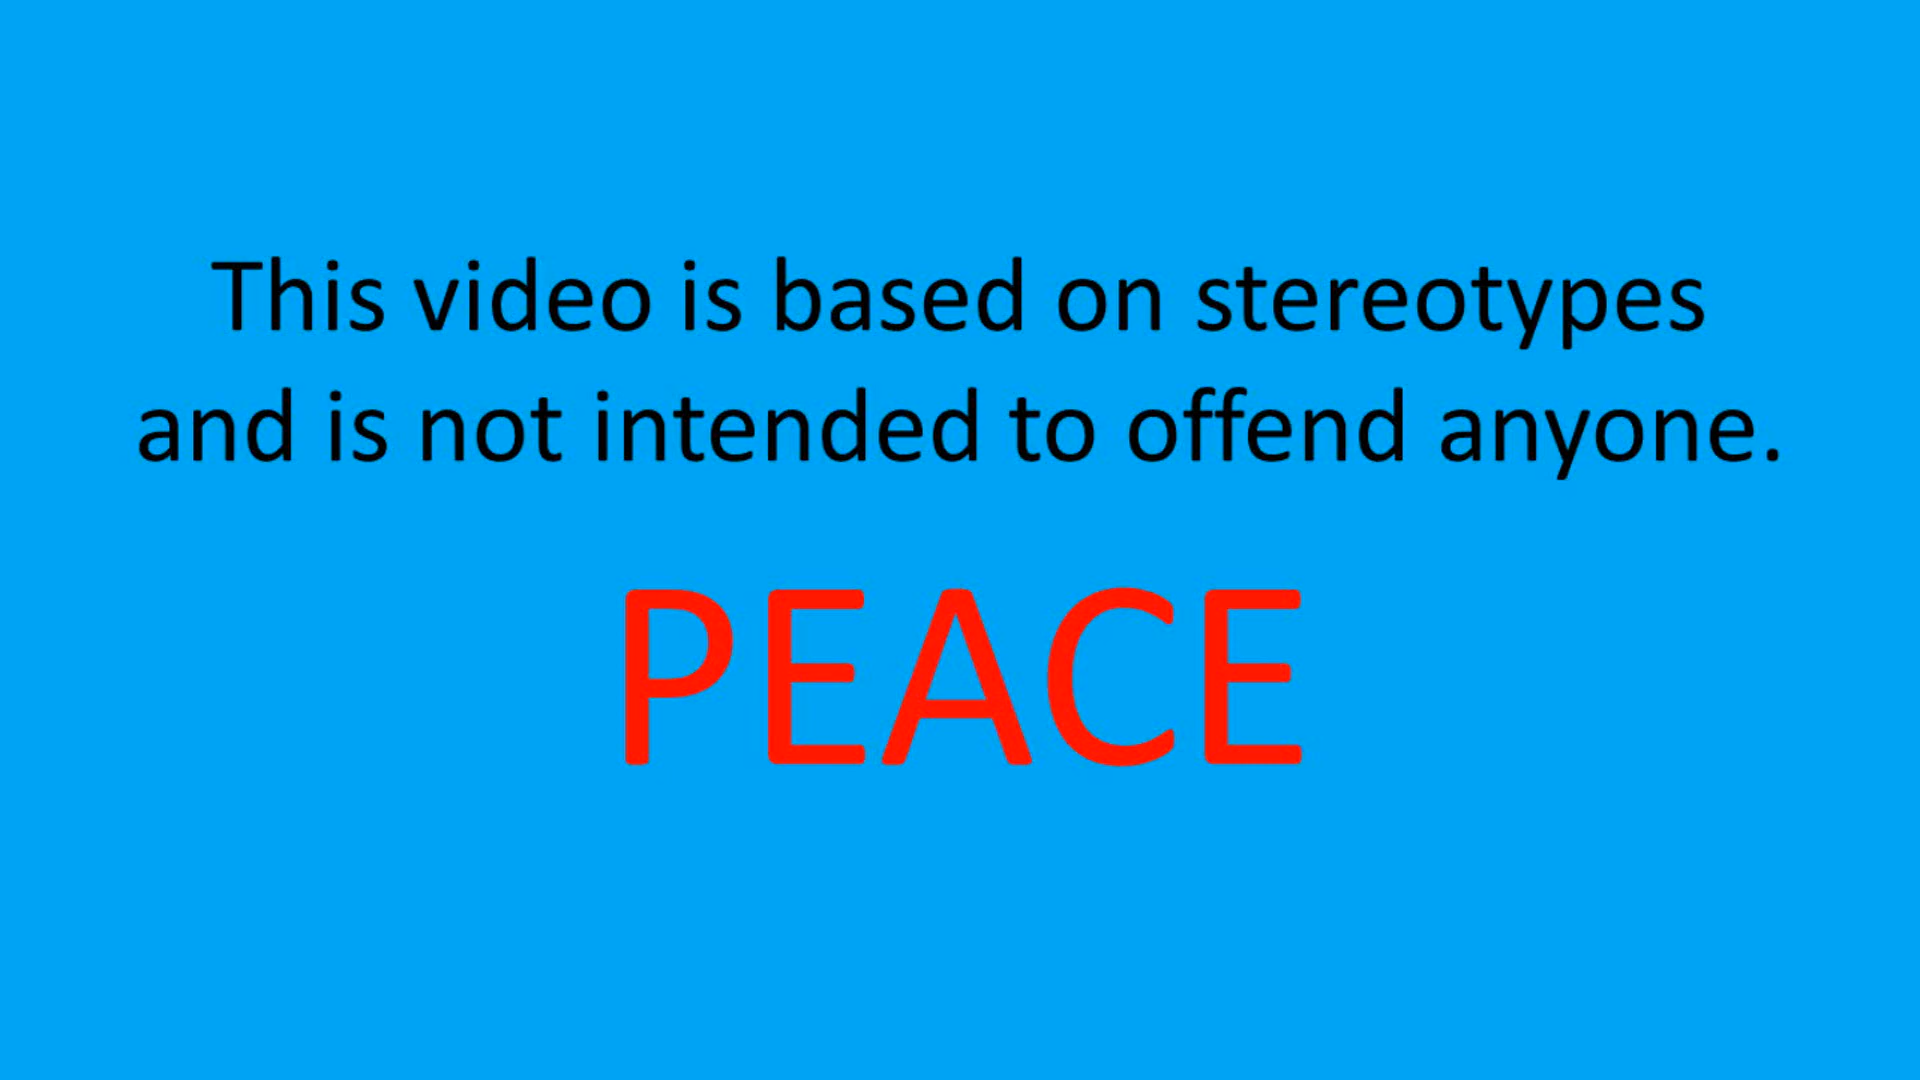 This video is based on stereotypes
and is not intended to offend anyone.
PEACE